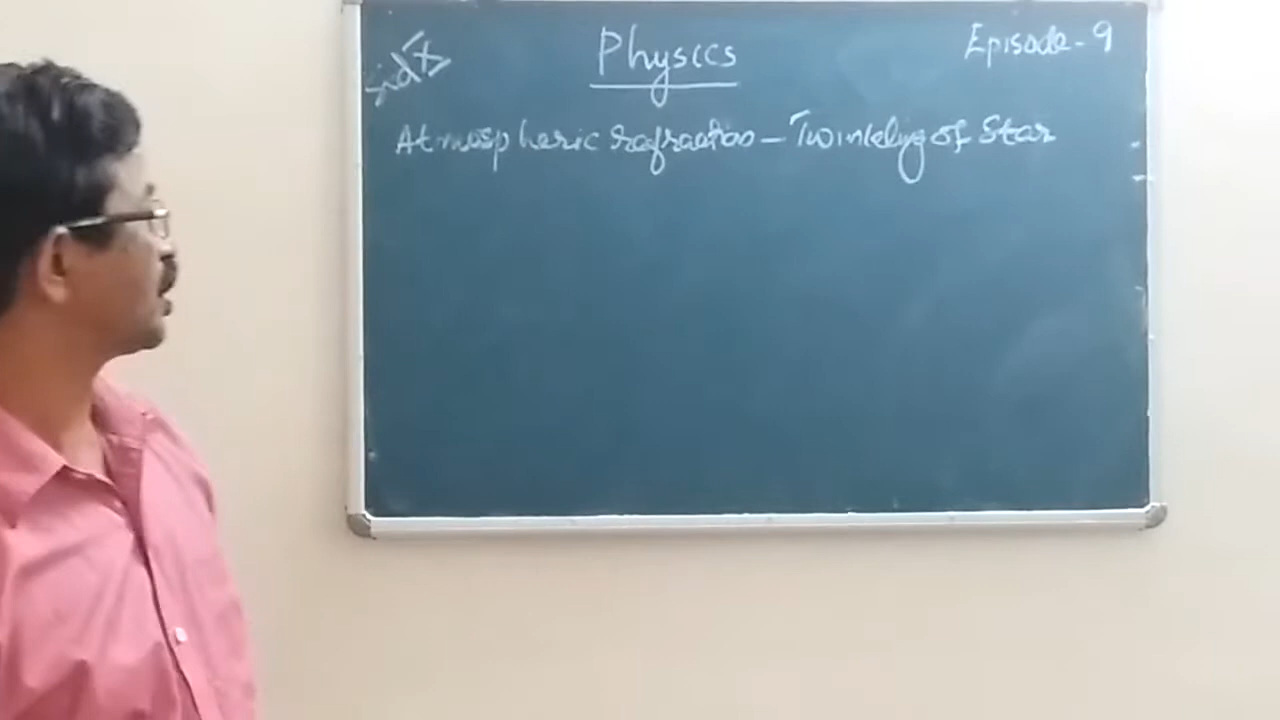 Physics
Episode - 9
Atmospheric refraction - Twinkling of Star